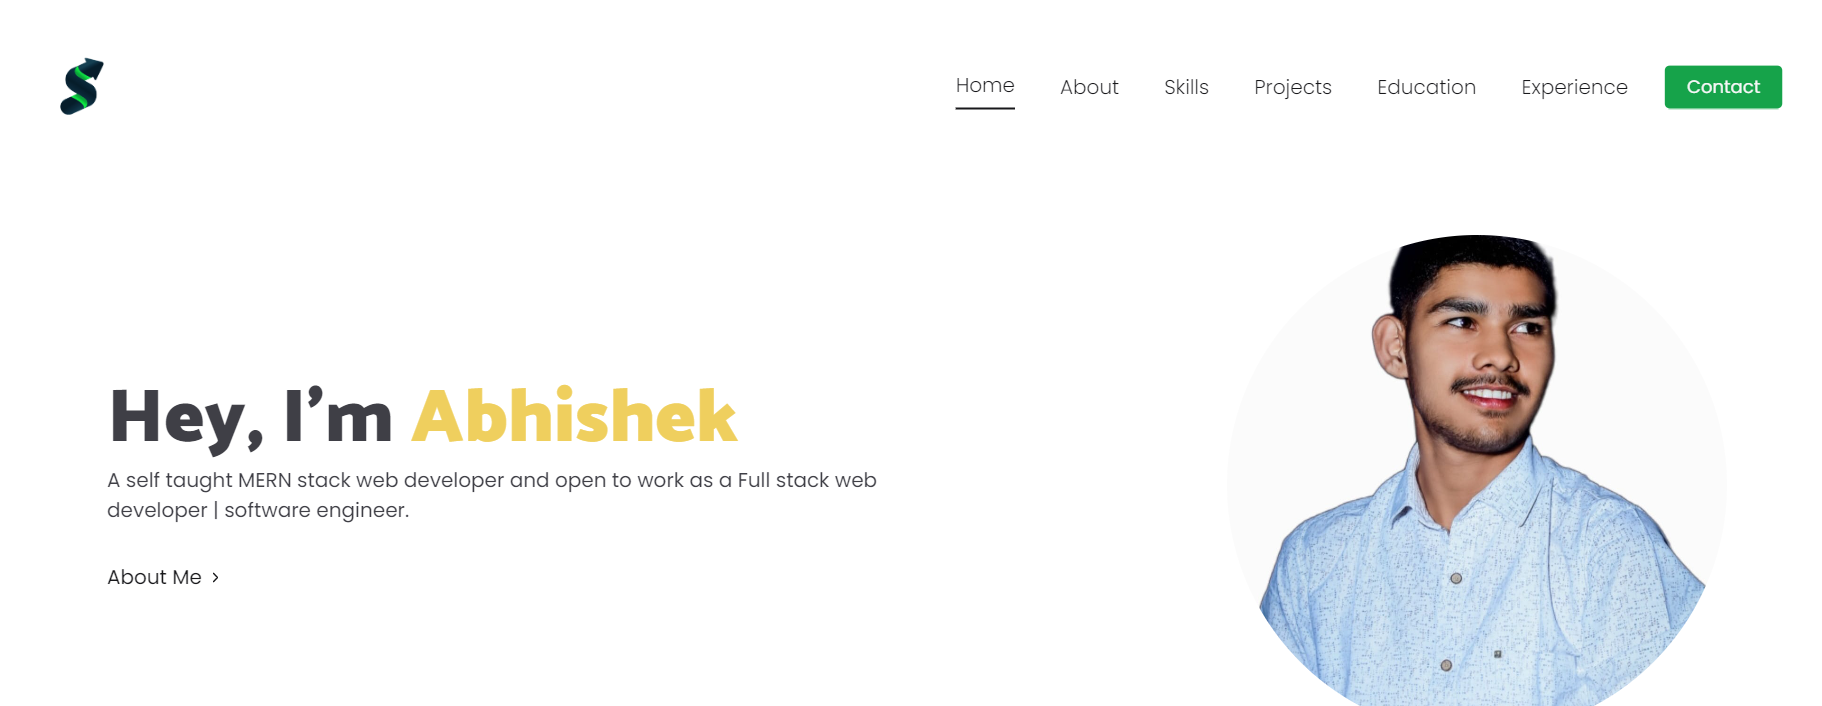 Home About Skills Projects Education Experience Contact
Hey, I’m Abhishek
A self taught MERN stack web developer and open to work as a Full stack web
developer | software engineer.
About Me ›